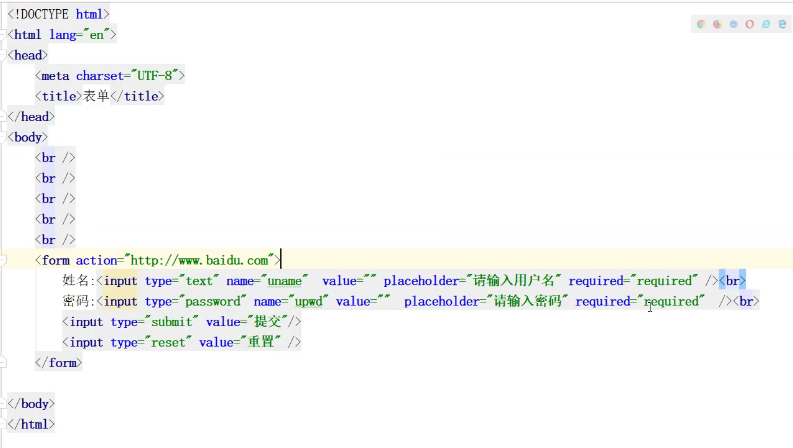 <!DOCTYPE html>
<html lang="en">
<head>
<meta charset="UTF-8">
<title>表单</title>
</head>
<body>
<br />
<br />
<br />
<br />
<br />
<form action="http://www.baidu.com">
姓名:<input type="text" name="uname"  value="" placeholder="请输入用户名" required="required" /><br>
密码:<input type="password" name="upwd" value=""  placeholder="请输入密码" required="required"  /><br>
<input type="submit" value="提交"/>
<input type="reset" value="重置" />
</form>
</body>
</html>